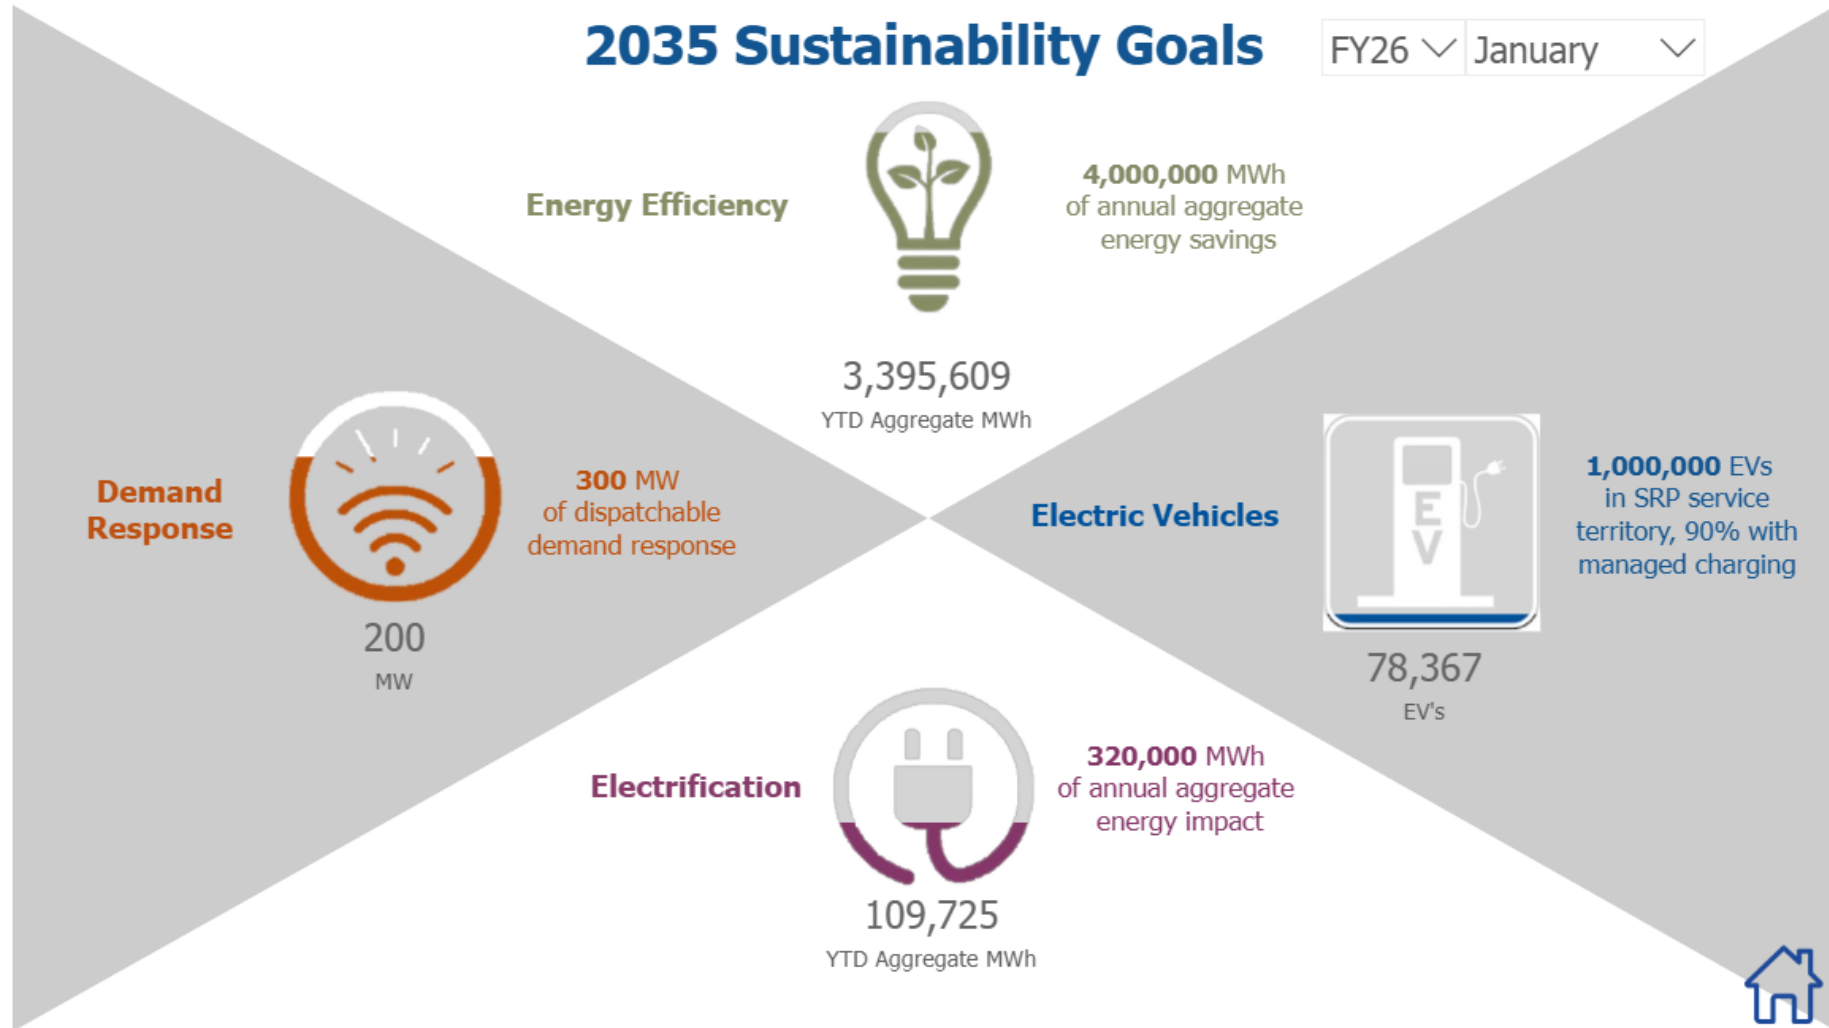 2035 Sustainability Goals
FY26
January
Energy Efficiency
4,000,000 MWh
of annual aggregate
energy savings
3,395,609
YTD Aggregate MWh
Demand
Response
300 MW
of dispatchable
demand response
200
MW
Electric Vehicles
E
V
1,000,000 EVs
in SRP service
territory, 90% with
managed charging
78,367
EV's
Electrification
320,000 MWh
of annual aggregate
energy impact
109,725
YTD Aggregate MWh